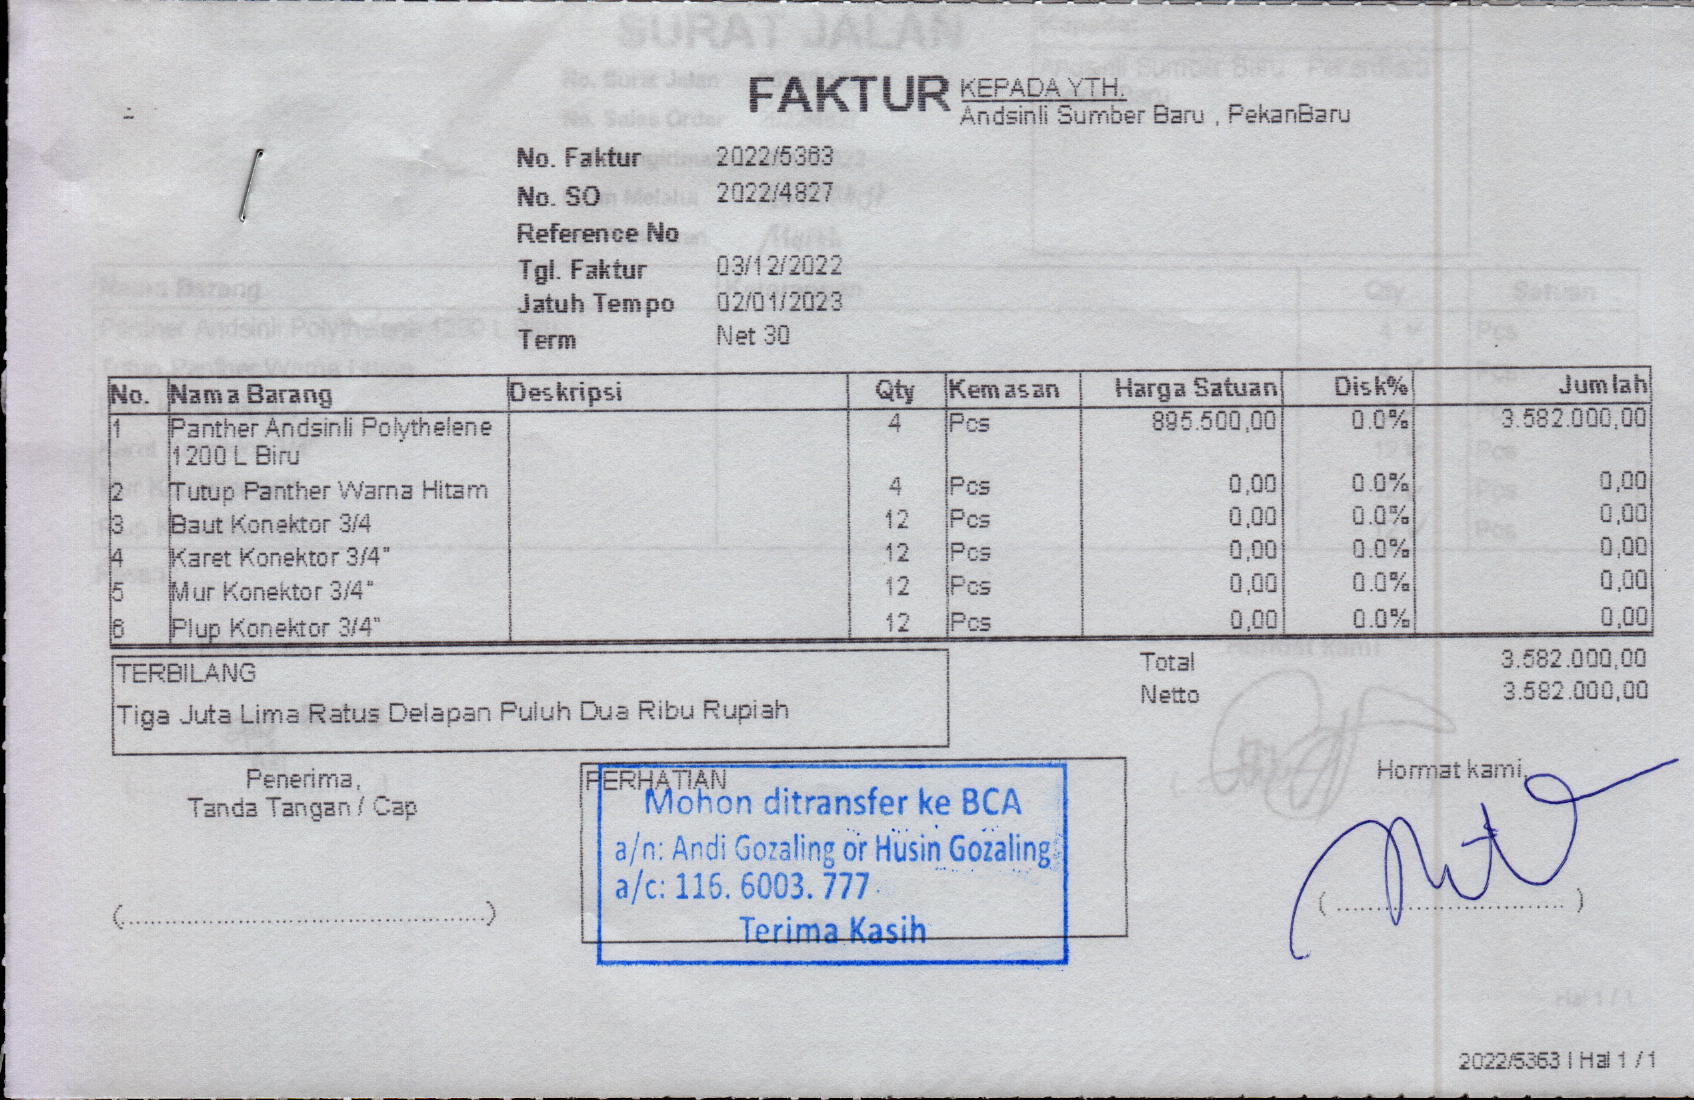 FAKTUR
KEPADA YTH.
Andsinli Sumber Baru , PekanBaru
No. Faktur 2022/5363
No. SO 2022/4827
Reference No
Tgl. Faktur 03/12/2022
Jatuh Tempo 02/01/2023
Term Net 30
No. Nama Barang Deskripsi Qty Kemasan Harga Satuan Disk% Jumlah
1 Panther Andsinli Polythelene 4 Pcs 895.500,00 0.0% 3.582.000,00
1200 L Biru
2 Tutup Panther Warna Hitam 4 Pcs 0,00 0.0% 0,00
3 Baut Konektor 3/4 12 Pcs 0,00 0.0% 0,00
4 Karet Konektor 3/4" 12 Pcs 0,00 0.0% 0,00
5 Mur Konektor 3/4" 12 Pcs 0,00 0.0% 0,00
6 Plup Konektor 3/4" 12 Pcs 0,00 0.0% 0,00
TERBILANG
Tiga Juta Lima Ratus Delapan Puluh Dua Ribu Rupiah
Total 3.582.000,00
Netto 3.582.000,00
Penerima,
Tanda Tangan / Cap
(..........................................)
PERHATIAN
Mohon ditransfer ke BCA
a/n: Andi Gozaling or Husin Gozaling
a/c: 116. 6003. 777
Terima Kasih
Hormat kami,
( ............................... )
2022/5363 | Hal 1 / 1